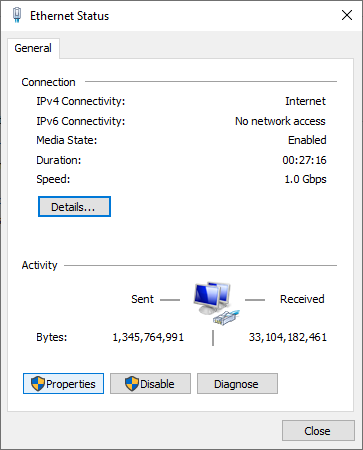 Ethernet Status
General
Connection
IPv4 Connectivity: Internet
IPv6 Connectivity: No network access
Media State: Enabled
Duration: 00:27:16
Speed: 1.0 Gbps
Details...
Activity
Sent Received
Bytes: 1,345,764,991 33,104,182,461
Properties Disable Diagnose
Close